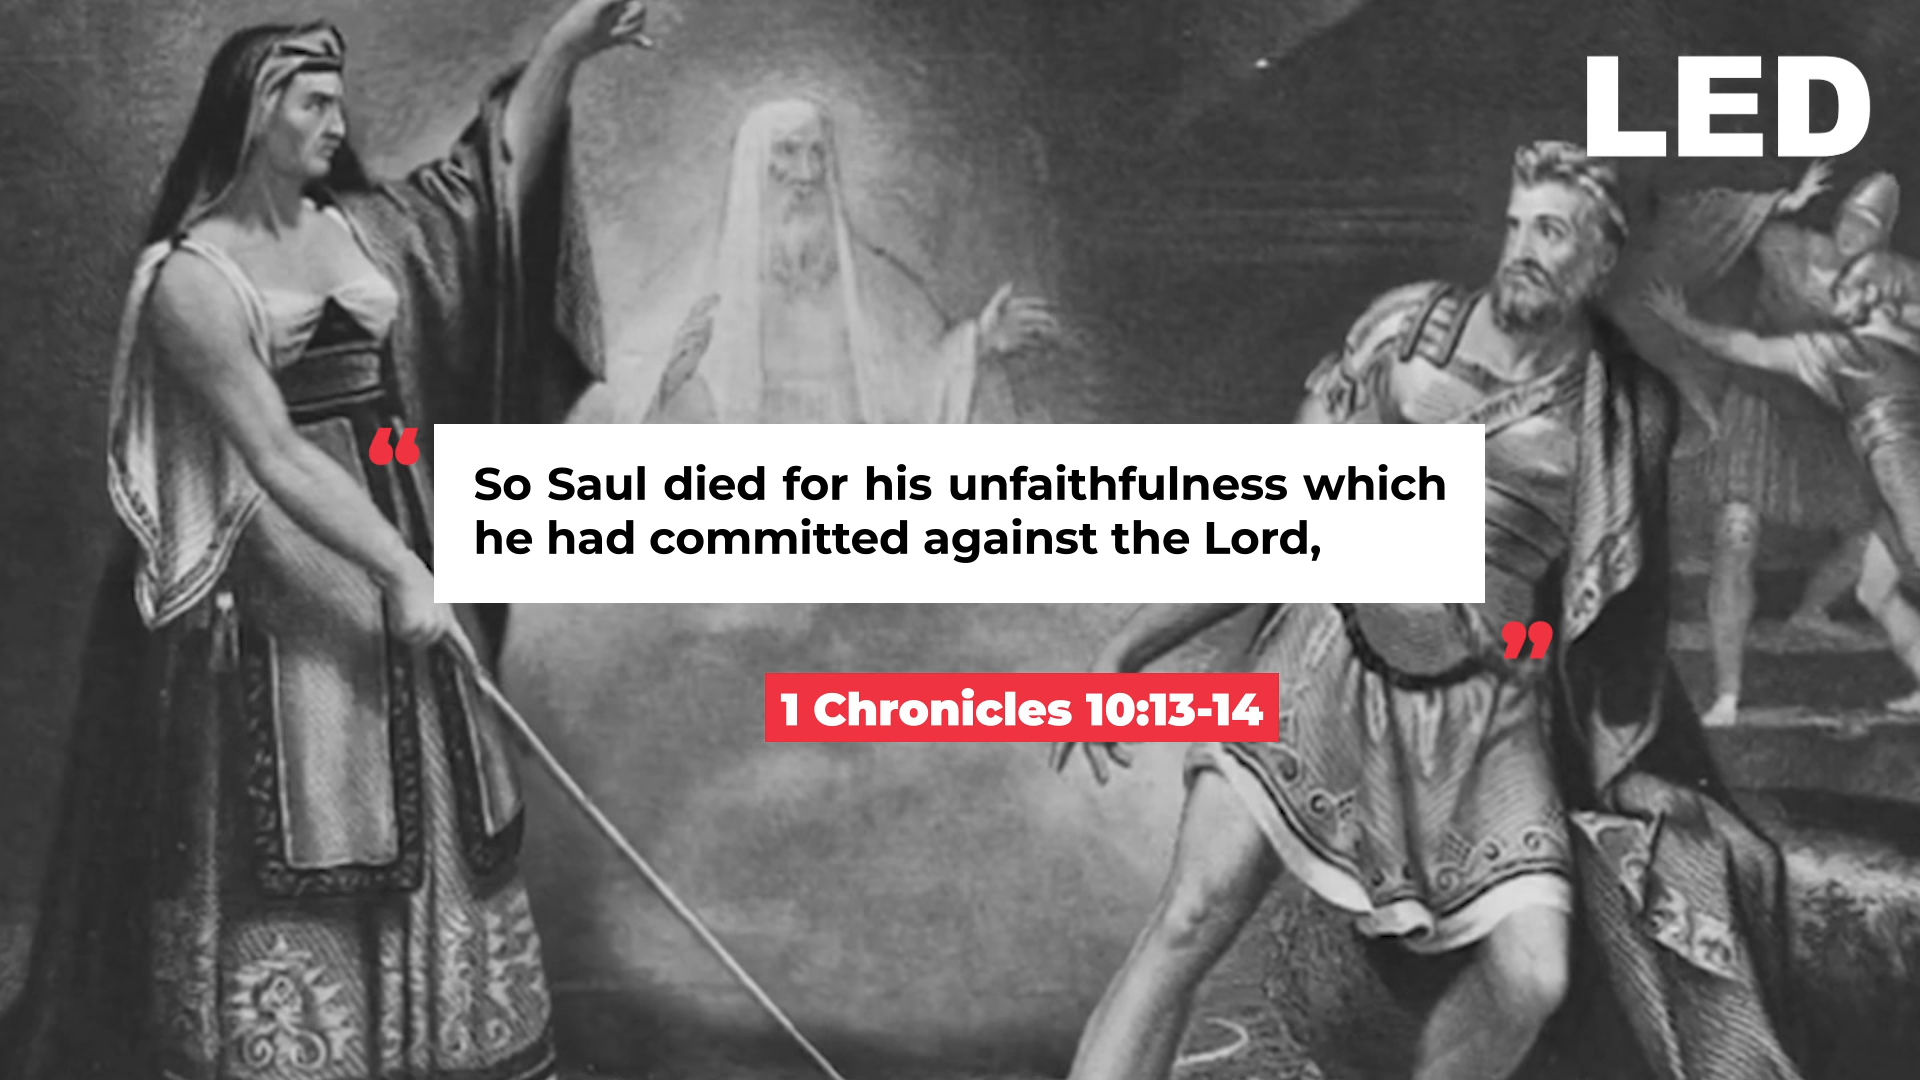 LED
“So Saul died for his unfaithfulness which
he had committed against the Lord,”
1 Chronicles 10:13-14